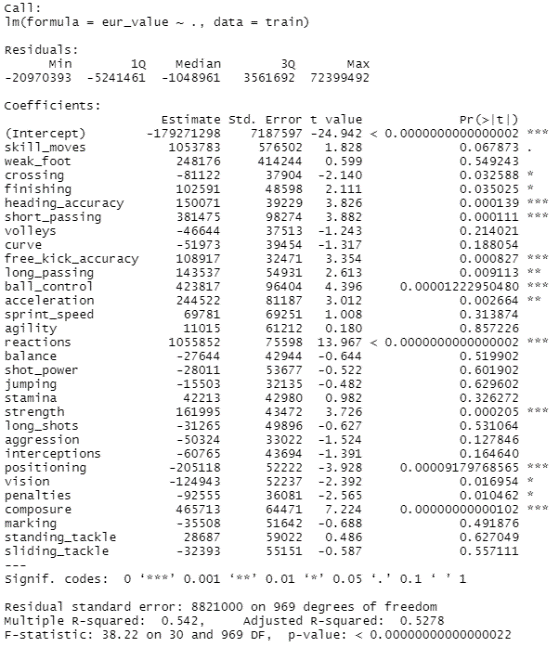 Call:
lm(formula = eur_value ~ ., data = train)
Residuals:
Min 1Q Median 3Q Max
-20970393 -5241461 -1048961 3561692 72399492
Coefficients:
Estimate Std. Error t value Pr(>|t|)
(Intercept) -179271298 7187597 -24.942 < 0.0000000000000002 ***
skill_moves 1053783 576502 1.828 0.067873 .
weak_foot 248176 414244 0.599 0.549243
crossing -81122 37904 -2.140 0.032588 *
finishing 102591 48598 2.111 0.035025 *
heading_accuracy 150071 39229 3.826 0.000139 ***
short_passing 381475 98274 3.882 0.000111 ***
volleys -46644 37513 -1.243 0.214021
curve -51973 39454 -1.317 0.188054
free_kick_accuracy 108917 32471 3.354 0.000827 ***
long_passing 143537 54931 2.613 0.009113 **
ball_control 423817 96404 4.396 0.00001222950480 ***
acceleration 244522 81187 3.012 0.002664 **
sprint_speed 69781 69251 1.008 0.313874
agility 11015 61212 0.180 0.857226
reactions 1055852 75598 13.967 < 0.0000000000000002 ***
balance -27644 42944 -0.644 0.519902
shot_power -28011 53677 -0.522 0.601902
jumping -15503 32135 -0.482 0.629602
stamina 42213 42980 0.982 0.326272
strength 161995 43472 3.726 0.000205 ***
long_shots -31265 49896 -0.627 0.531064
aggression -50324 33022 -1.524 0.127846
interceptions -60765 43694 -1.391 0.164640
positioning -205118 52222 -3.928 0.00009179768565 ***
vision -124943 52237 -2.392 0.016954 *
penalties -92555 36081 -2.565 0.010462 *
composure 465713 64471 7.224 0.00000000000102 ***
marking -35508 51642 -0.688 0.491876
standing_tackle 28687 59022 0.486 0.627049
sliding_tackle -32393 55151 -0.587 0.557111
---
Signif. codes: 0 ‘***’ 0.001 ‘**’ 0.01 ‘*’ 0.05 ‘.’ 0.1 ‘ ’ 1
Residual standard error: 8821000 on 969 degrees of freedom
Multiple R-squared: 0.542, Adjusted R-squared: 0.5278
F-statistic: 38.22 on 30 and 969 DF, p-value: < 0.00000000000000022